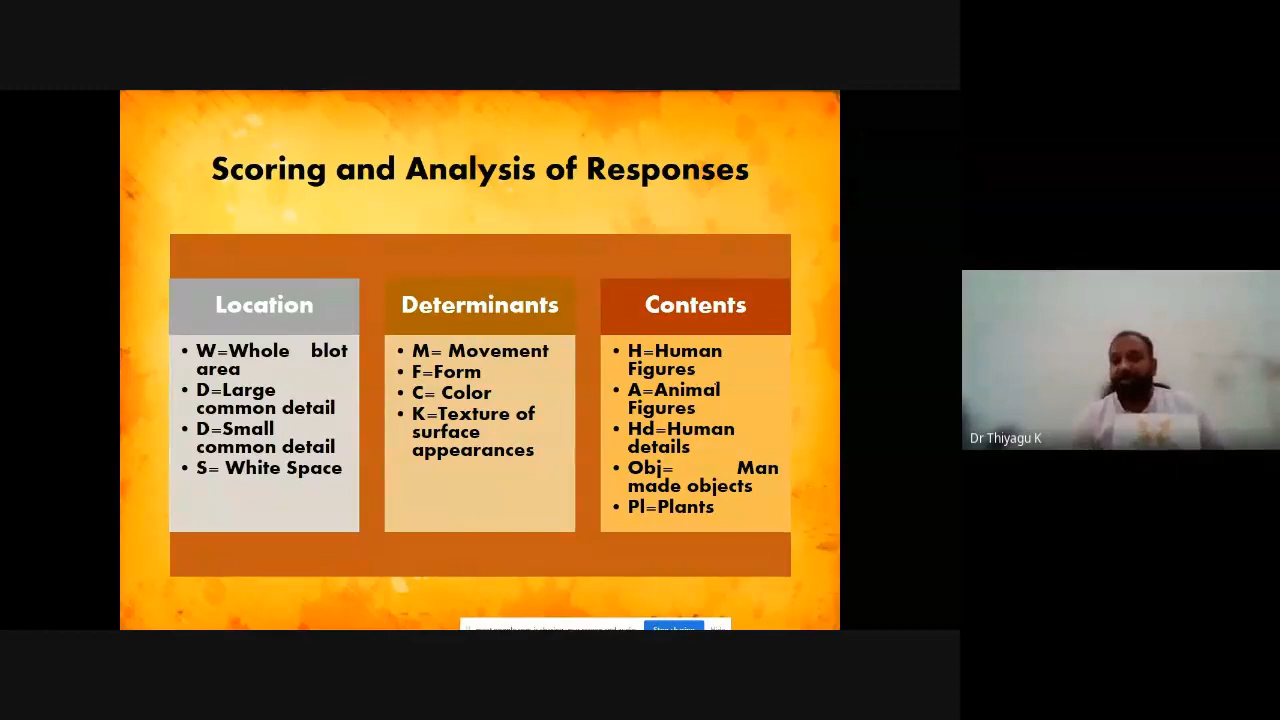 Scoring and Analysis of Responses
Location
• W=Whole blot
area
• D=Large
common detail
• D=Small
common detail
• S= White Space
Determinants
• M= Movement
• F=Form
• C= Color
• K=Texture of
surface
appearances
Contents
• H=Human
Figures
• A=Animal
Figures
• Hd=Human
details
• Obj= Man
made objects
• Pl=Plants
Dr Thiyagu K